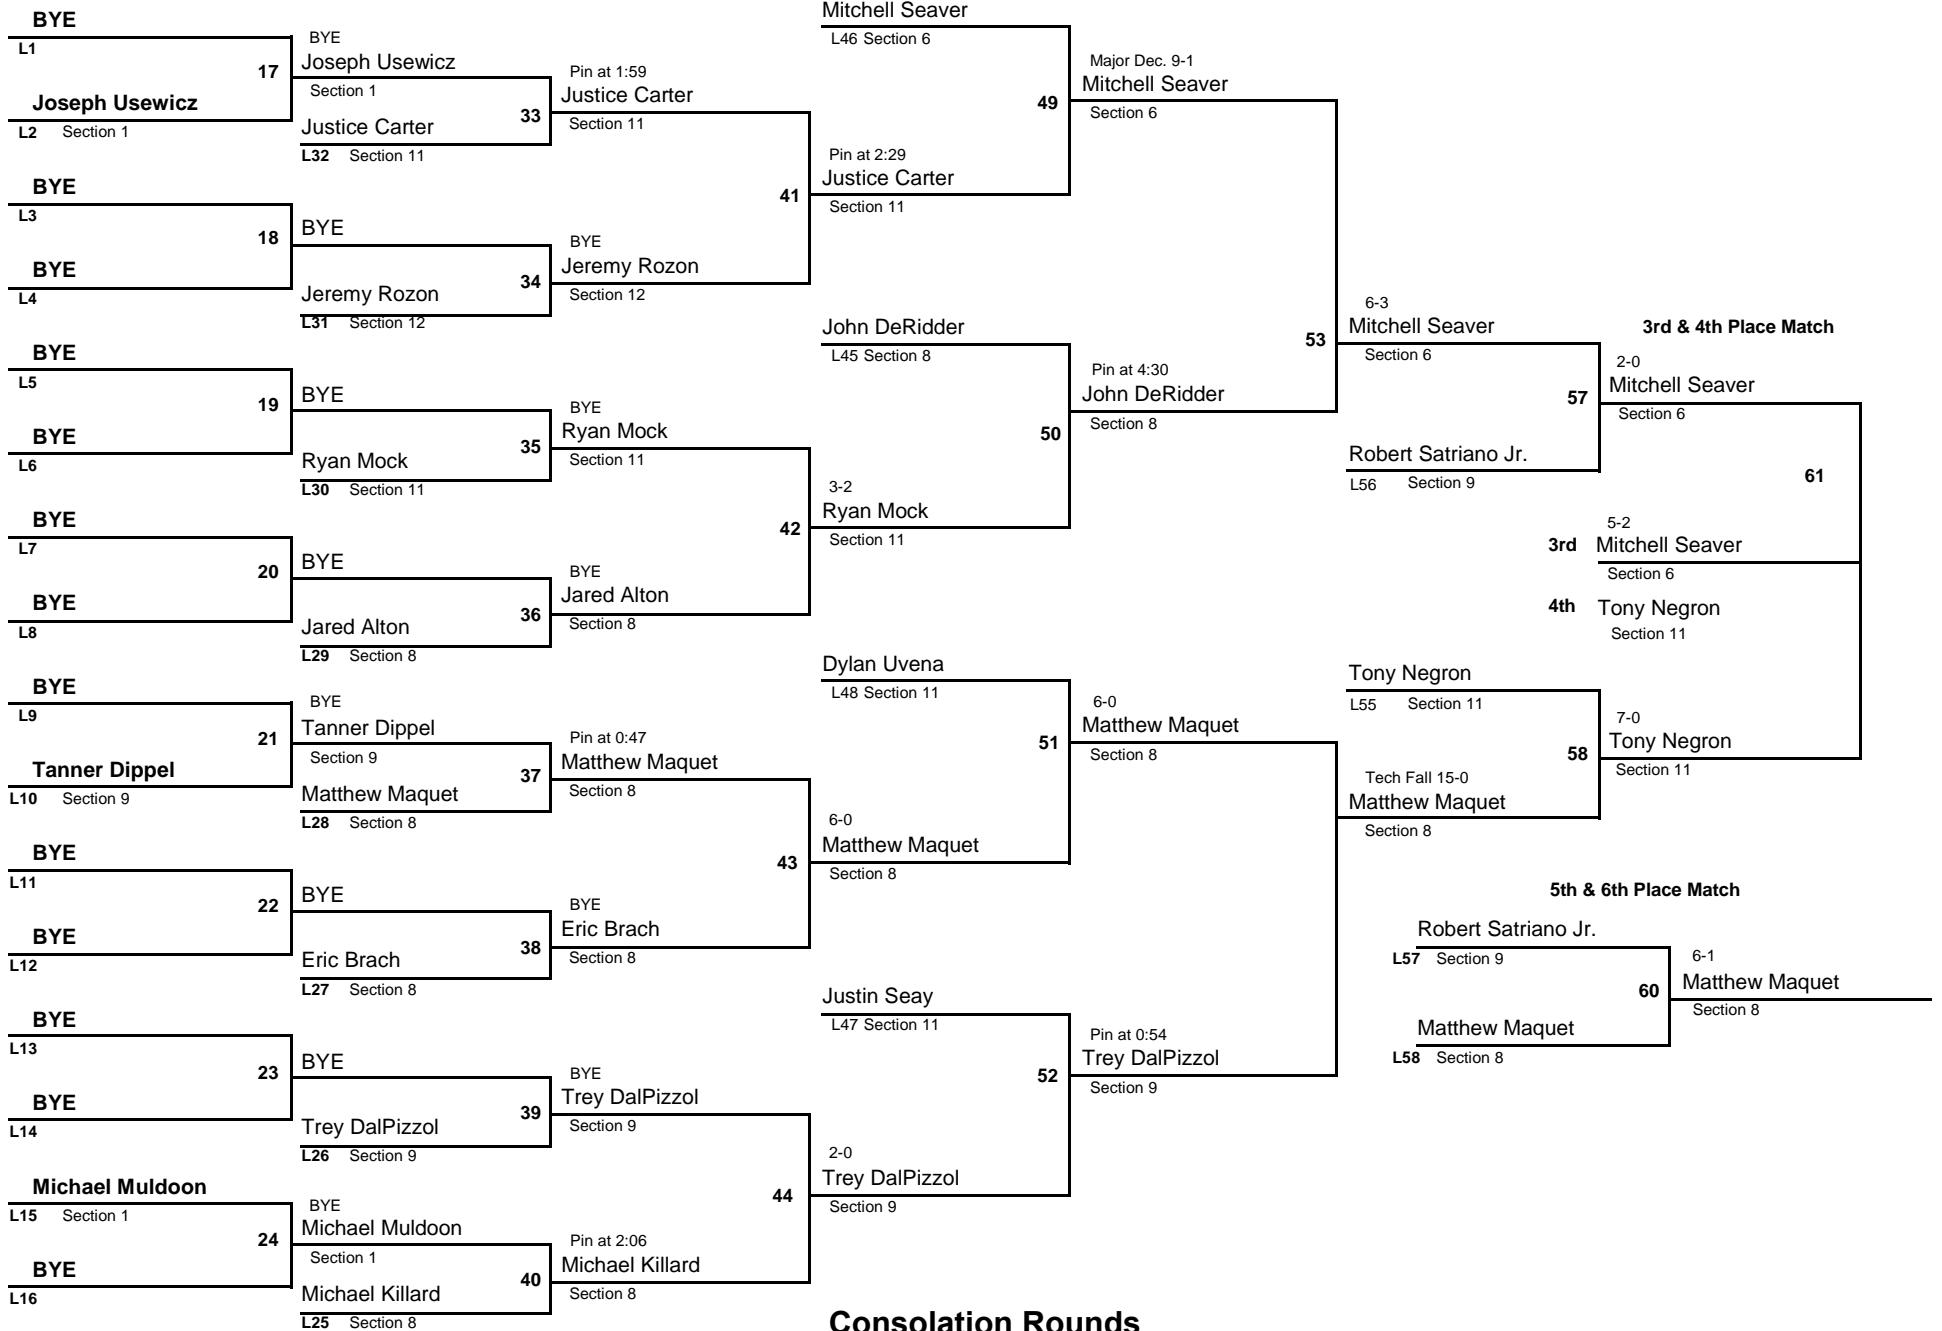 BYE
L1
17
Joseph Usewicz
L2 Section 1
BYE
L3
18
BYE
L4
BYE
L5
19
BYE
L6
BYE
L7
20
BYE
L8
BYE
L9
21
Tanner Dippel
L10 Section 9
BYE
L11
22
BYE
L12
BYE
L13
23
BYE
L14
Michael Muldoon
L15 Section 1
24
BYE
L16
BYE
Joseph Usewicz
Section 1
33
Justice Carter
L32 Section 11
BYE
34
Jeremy Rozon
L31 Section 12
BYE
35
Ryan Mock
L30 Section 11
BYE
36
Jared Alton
L29 Section 8
BYE
Tanner Dippel
Section 9
37
Matthew Maquet
L28 Section 8
BYE
38
Eric Brach
L27 Section 8
BYE
39
Trey DalPizzol
L26 Section 9
BYE
Michael Muldoon
Section 1
40
Michael Killard
L25 Section 8
Pin at 1:59
Justice Carter
Section 11
41
BYE
Jeremy Rozon
Section 12
BYE
Ryan Mock
Section 11
42
BYE
Jared Alton
Section 8
Pin at 0:47
Matthew Maquet
Section 8
43
BYE
Eric Brach
Section 8
BYE
Trey DalPizzol
Section 9
44
Pin at 2:06
Michael Killard
Section 8
Mitchell Seaver
L46 Section 6
49
Pin at 2:29
Justice Carter
Section 11
John DeRidder
L45 Section 8
50
3-2
Ryan Mock
Section 11
Dylan Uvena
L48 Section 11
51
6-0
Matthew Maquet
Section 8
Justin Seay
L47 Section 11
52
2-0
Trey DalPizzol
Section 9
Major Dec. 9-1
Mitchell Seaver
Section 6
53
Pin at 4:30
John DeRidder
Section 8
6-0
Matthew Maquet
Section 8
Pin at 0:54
Trey DalPizzol
Section 9
6-3
Mitchell Seaver
Section 6
57
Robert Satriano Jr.
L56 Section 9
Tony Negron
L55 Section 11
58
Tech Fall 15-0
Matthew Maquet
Section 8
3rd & 4th Place Match
2-0
Mitchell Seaver
Section 6
61
5-2
3rd Mitchell Seaver
Section 6
4th Tony Negron
Section 11
7-0
Tony Negron
Section 11
5th & 6th Place Match
Robert Satriano Jr.
L57 Section 9
60
Matthew Maquet
L58 Section 8
6-1
Matthew Maquet
Section 8
Consolation Rounds